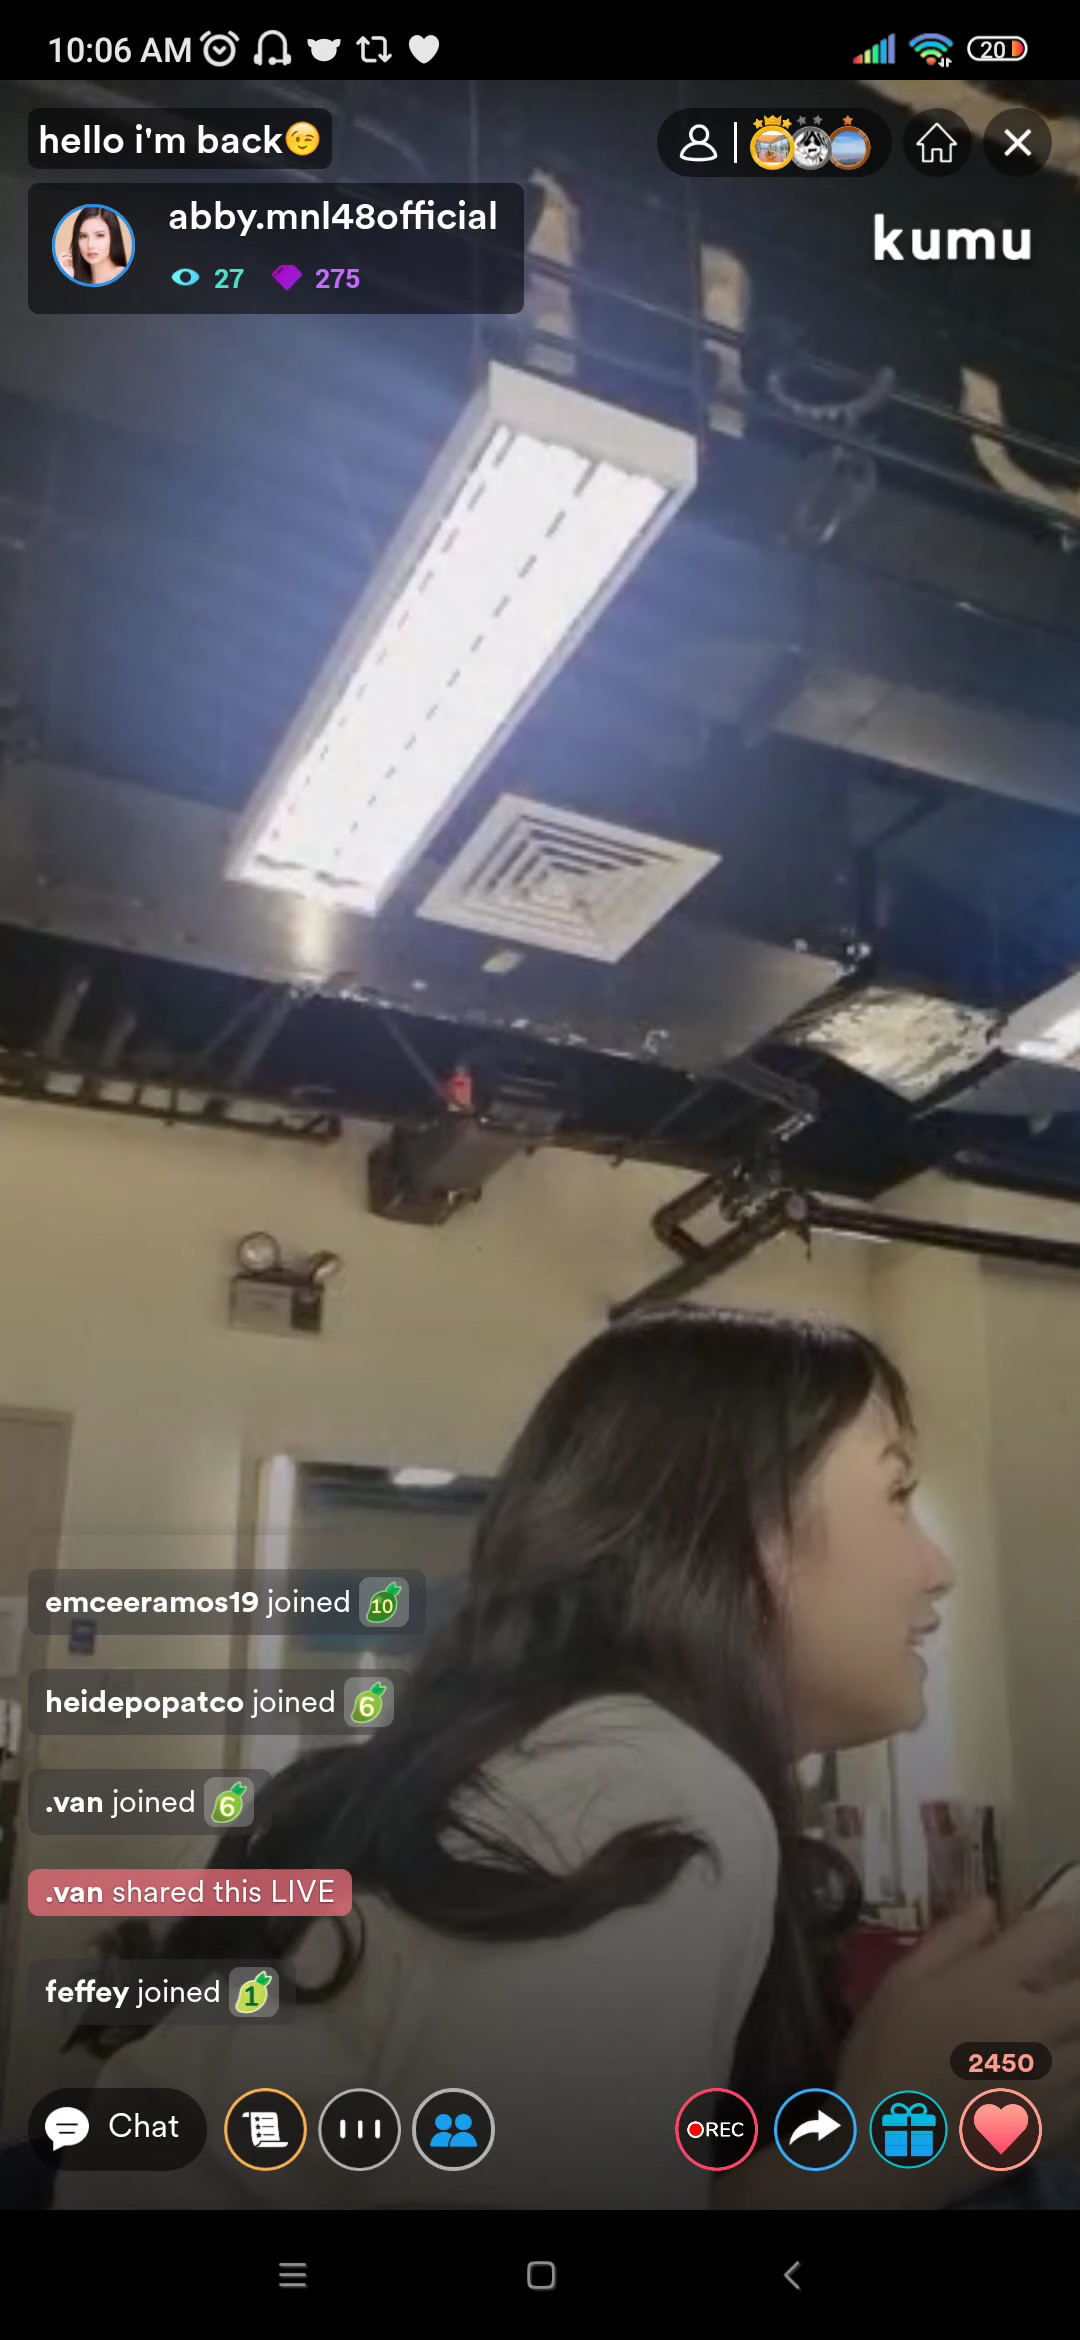 10:06 AM
20
hello i'm back😉
abby.mnl48official
27 275
kumu
emceeramos19 joined 10
heidepopatco joined 6
.van joined 6
.van shared this LIVE
feffey joined 1
2450
Chat
REC